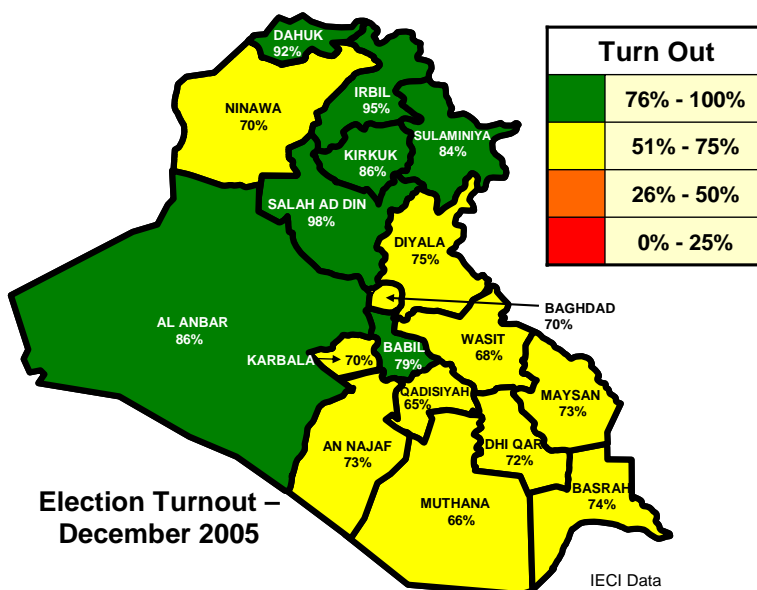 DAHUK
92%
NINAWA
70%
IRBIL
95%
SULAMINIYA
84%
KIRKUK
86%
SALAH AD DIN
98%
DIYALA
75%
Turn Out
76% - 100%
51% - 75%
26% - 50%
0% - 25%
BAGHDAD
70%
AL ANBAR
86%
KARBALA
70%
BABIL
79%
WASIT
68%
QADISIYAH
65%
MAYSAN
73%
AN NAJAF
73%
DHI QAR
72%
MUTHANA
66%
BASRAH
74%
Election Turnout –
December 2005
IECI Data